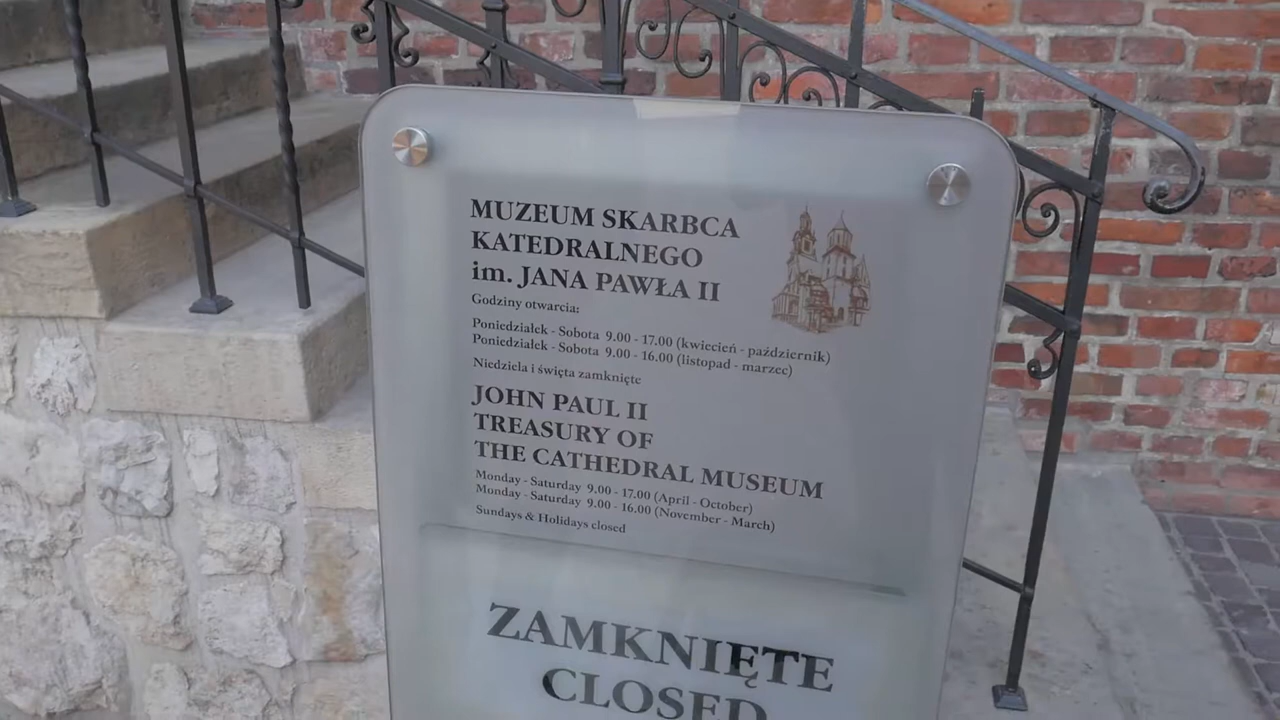 MUZEUM SKARBCA
KATEDRALNEGO
im. JANA PAWŁA II
Godziny otwarcia:
Poniedziałek - Sobota 9.00 - 17.00 (kwiecień - październik)
Poniedziałek - Sobota 9.00 - 16.00 (listopad - marzec)
Niedziela i święta zamknięte
JOHN PAUL II
TREASURY OF
THE CATHEDRAL MUSEUM
Monday - Saturday 9.00 - 17.00 (April - October)
Monday - Saturday 9.00 - 16.00 (November - March)
Sundays & Holidays closed
ZAMKNIĘTE
CLOSED